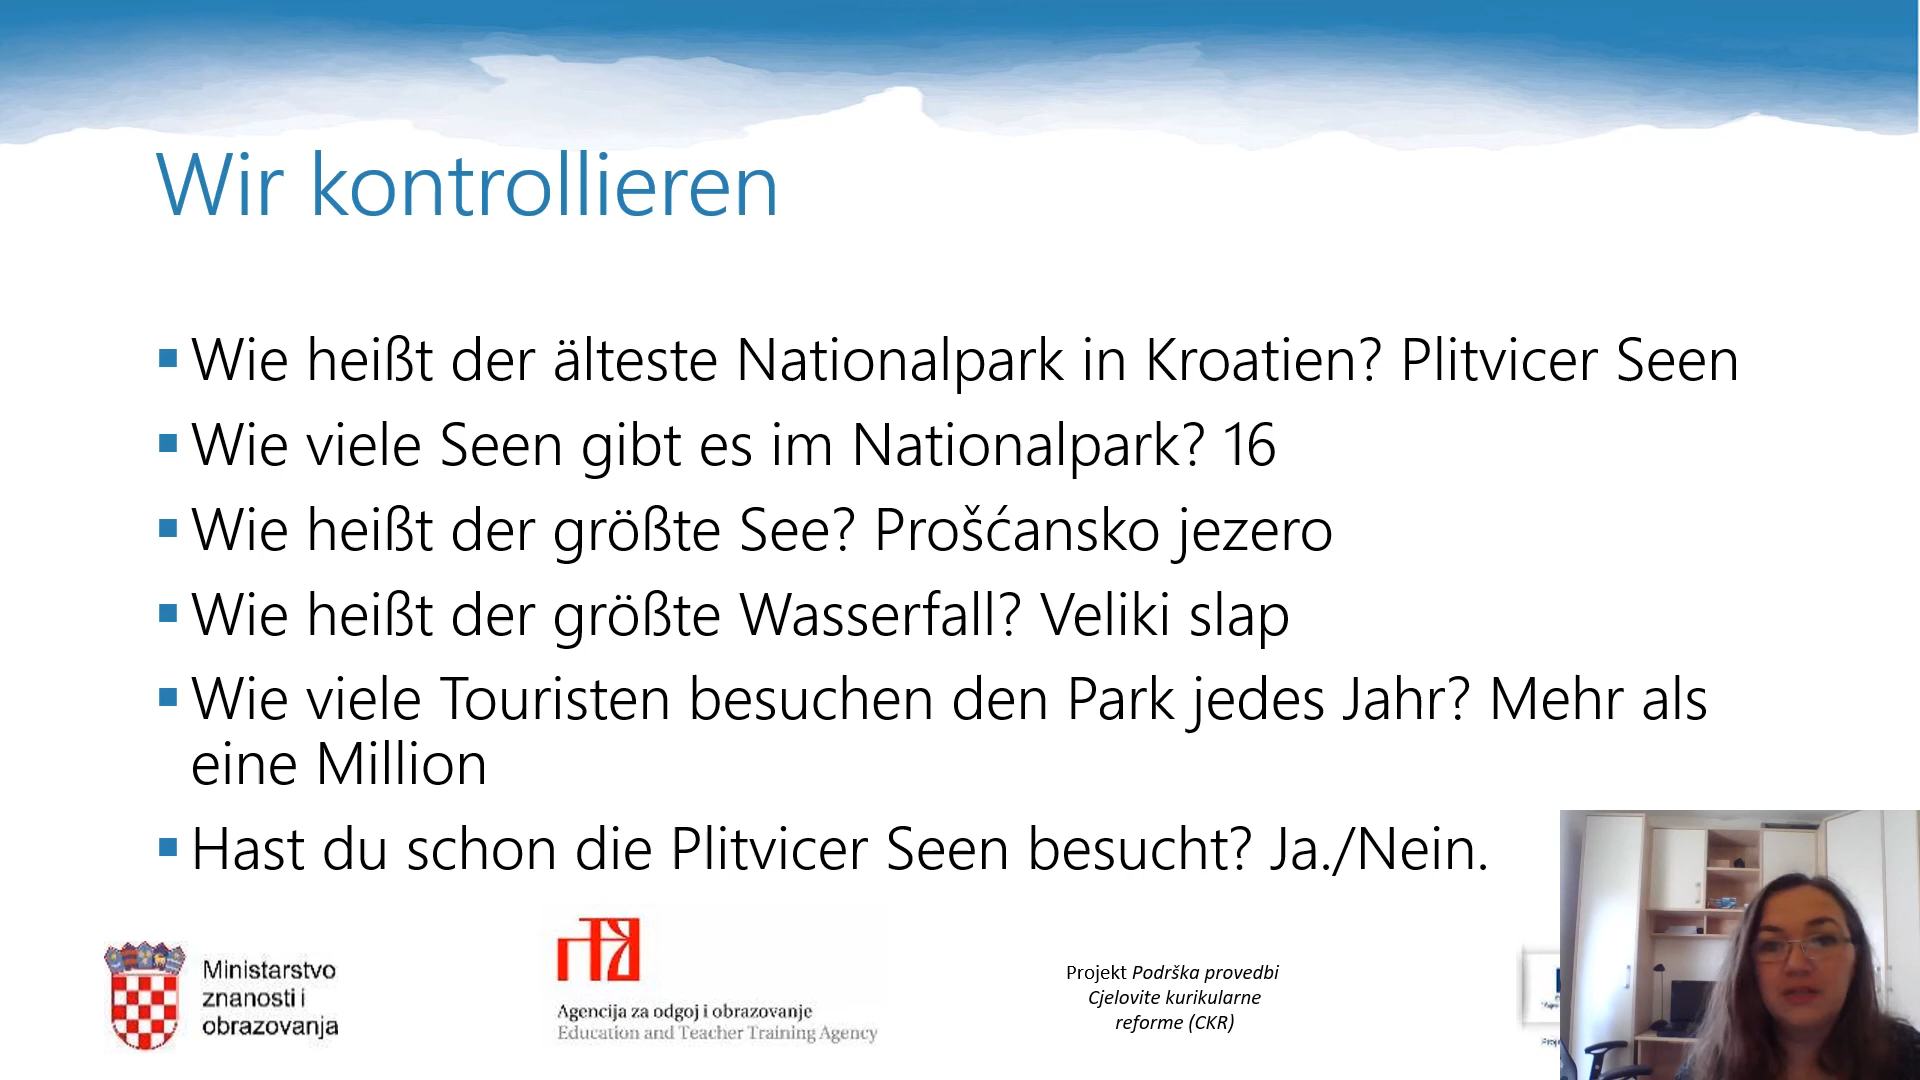 Wir kontrollieren
▪ Wie heißt der älteste Nationalpark in Kroatien? Plitvicer Seen
▪ Wie viele Seen gibt es im Nationalpark? 16
▪ Wie heißt der größte See? Prošćansko jezero
▪ Wie heißt der größte Wasserfall? Veliki slap
▪ Wie viele Touristen besuchen den Park jedes Jahr? Mehr als
eine Million
▪ Hast du schon die Plitvicer Seen besucht? Ja./Nein.
Ministarstvo
znanosti i
obrazovanja
Agencija za odgoj i obrazovanje
Education and Teacher Training Agency
Projekt Podrška provedbi
Cjelovite kurikularne
reforme (CKR)